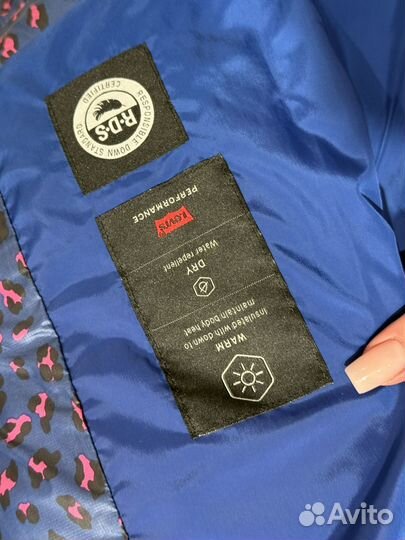 R·D·S
CERTIFIED
RESPONSIBLE DOWN STANDARD
Levi's
PERFORMANCE
DRY
Water repellent
WARM
Insulated with down to
maintain body heat
Avito